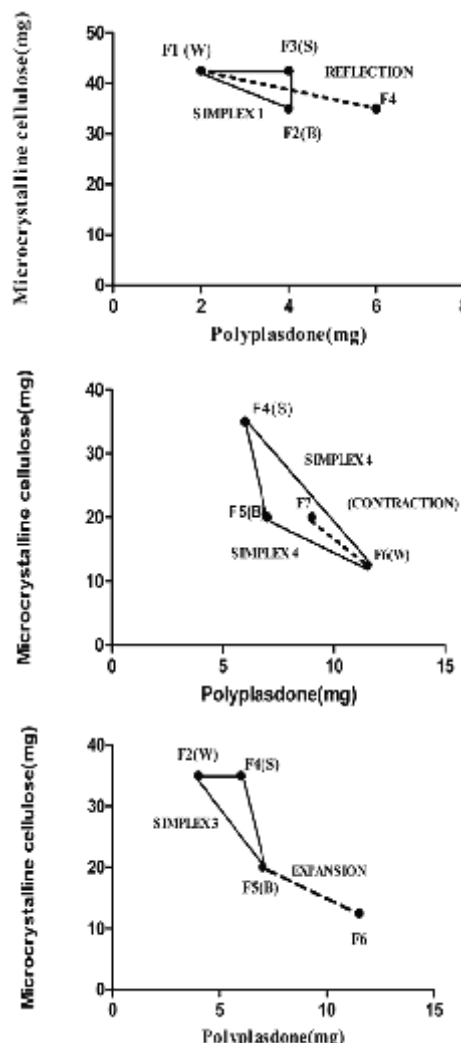 Microcrystalline cellulose(mg)
50
40
30
20
10
0
F1 (W)
F3(S)
REFLECTION
F4
SIMPLEX 1
F2(B)
0 2 4 6 8
Polyplasdone(mg)
Microcrystalline cellulose(mg)
40
30
20
10
0
F4(S)
SIMPLEX 4
F7
(CONTRACTION)
F5(B)
SIMPLEX 4
F6(W)
0 5 10 15
Polyplasdone(mg)
Microcrystalline cellulose(mg)
40
30
20
10
0
F2(W)
F4(S)
SIMPLEX 3
F5(B)
EXPANSION
F6
0 5 10 15
Polyplasdone(mg)